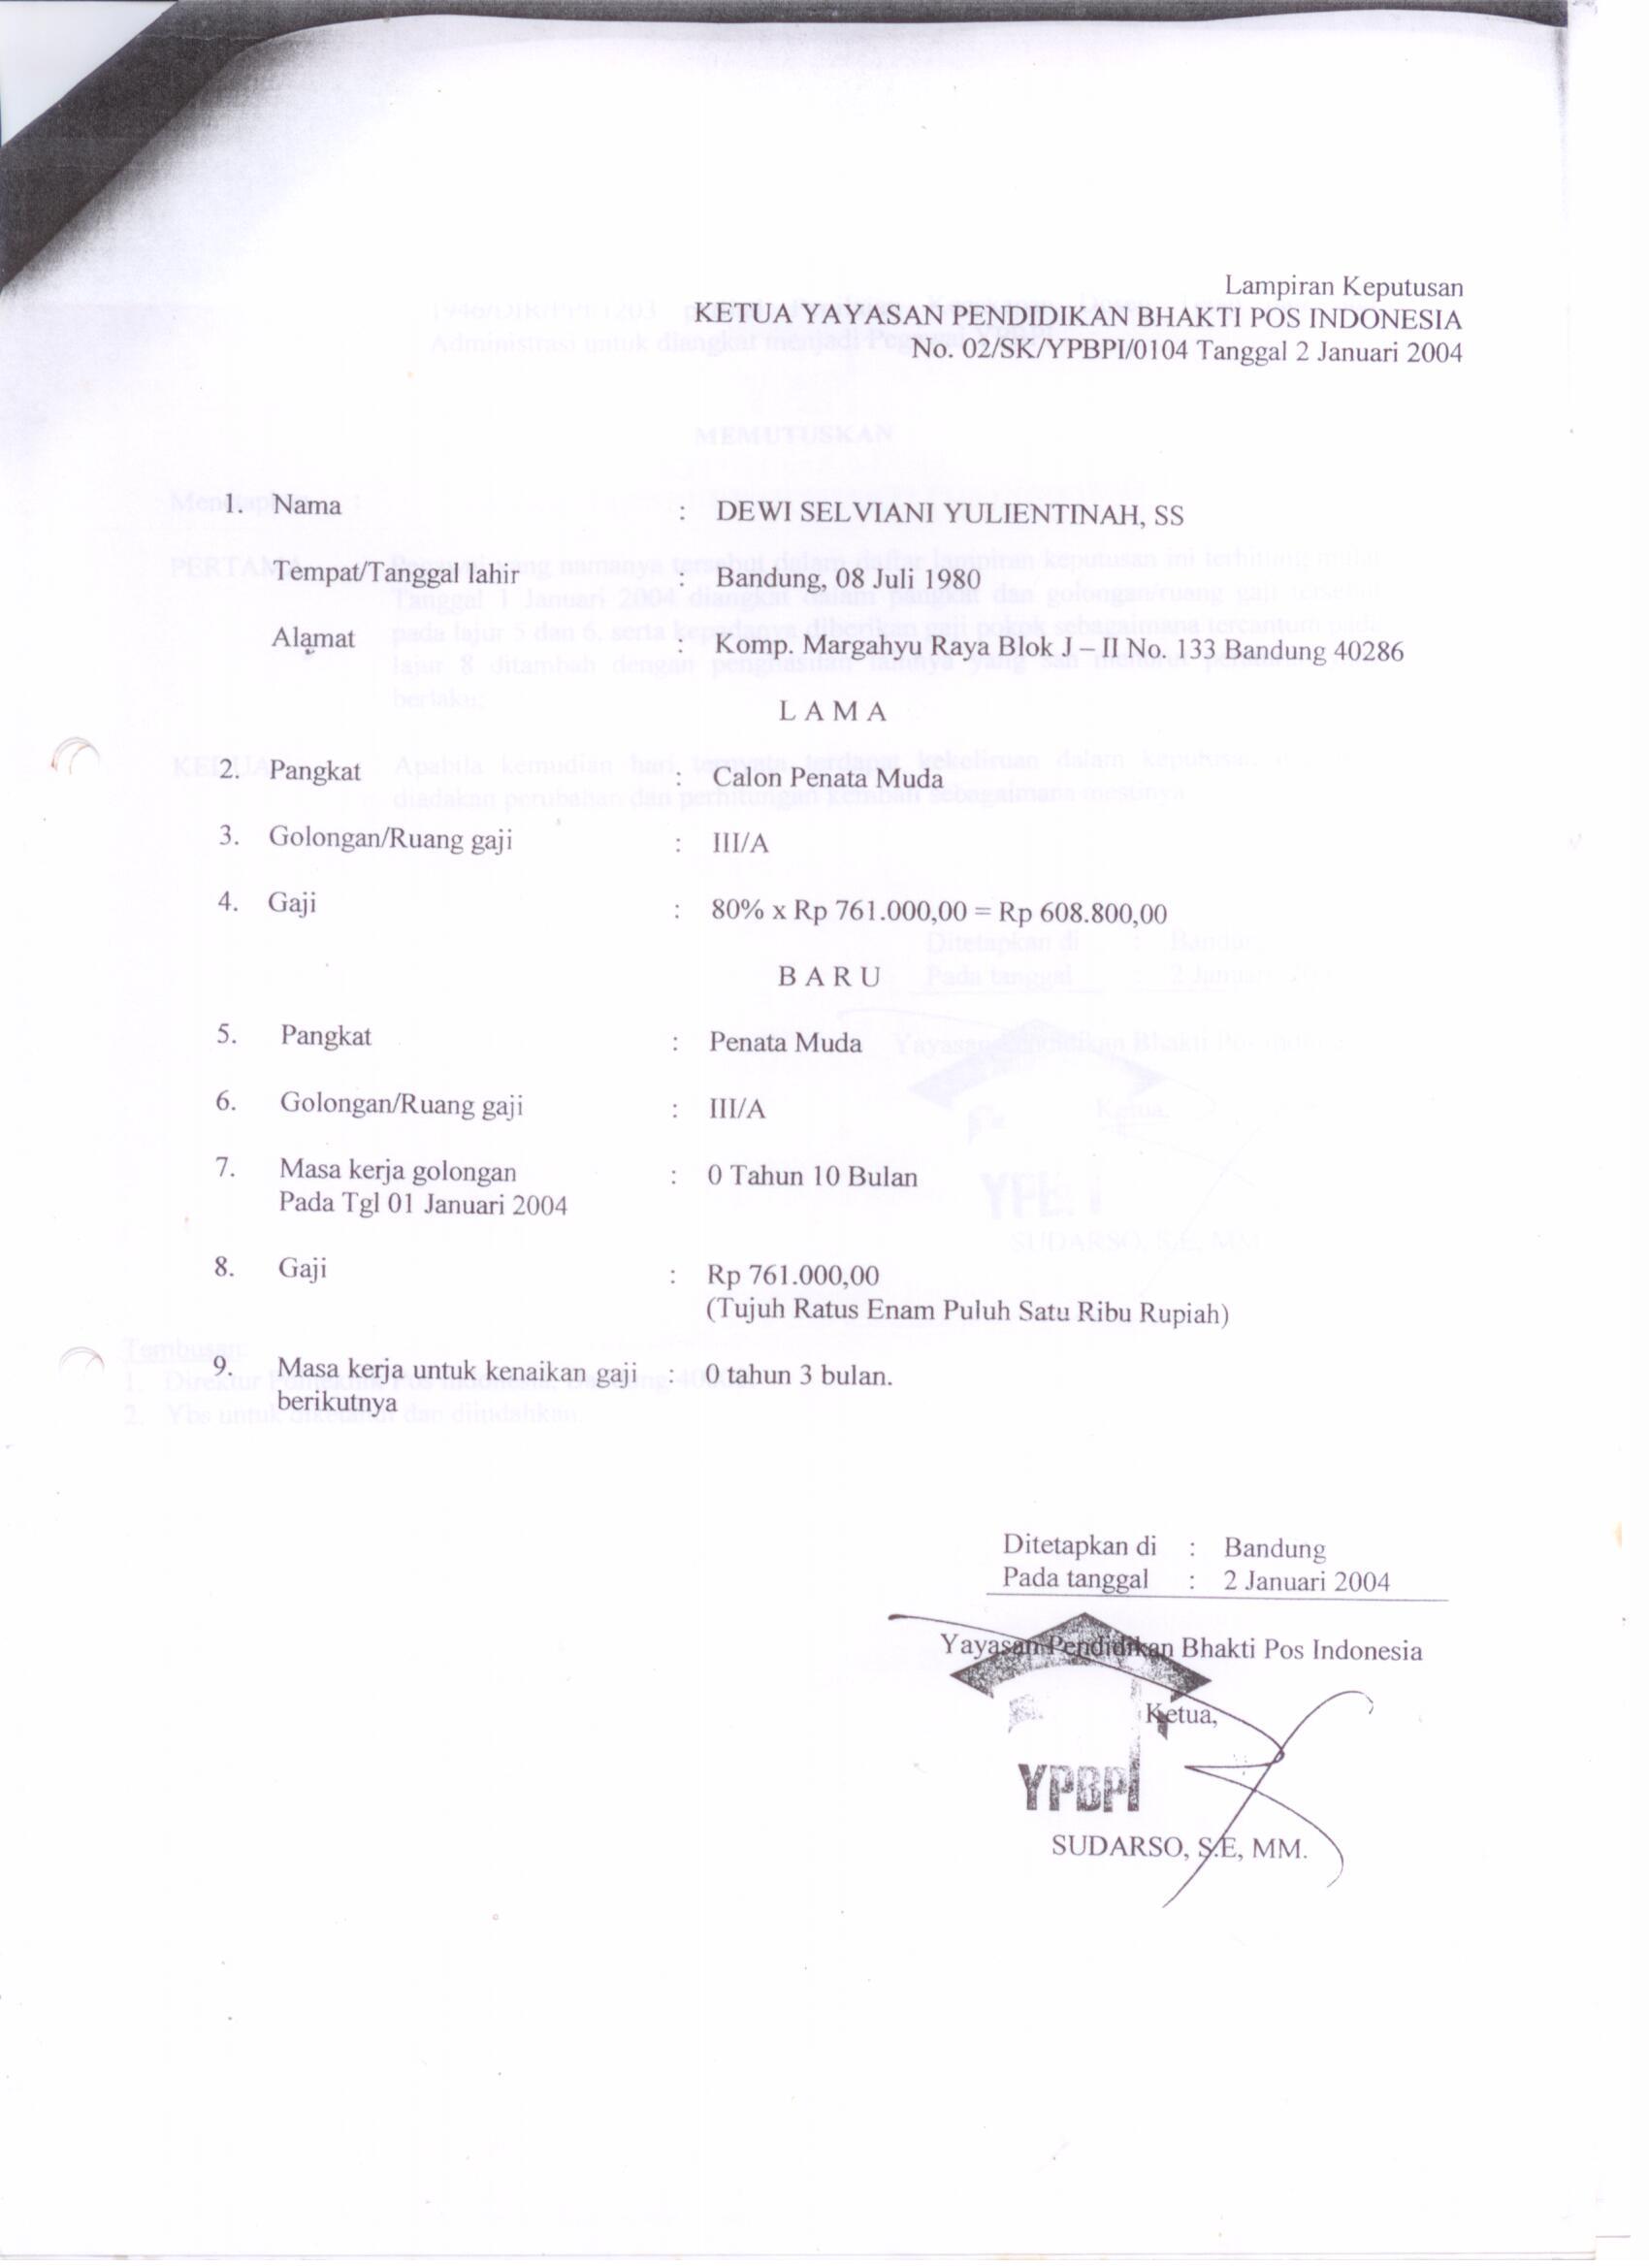 Lampiran Keputusan
KETUA YAYASAN PENDIDIKAN BHAKTI POS INDONESIA
No. 02/SK/YPBPI/0104 Tanggal 2 Januari 2004
MEMUTUSKAN
1. Nama : DEWI SELVIANI YULIENTINAH, SS
Tempat/Tanggal lahir : Bandung, 08 Juli 1980
Alamat : Komp. Margahyu Raya Blok J – II No. 133 Bandung 40286
L A M A
2. Pangkat : Calon Penata Muda
3. Golongan/Ruang gaji : III/A
4. Gaji : 80% x Rp 761.000,00 = Rp 608.800,00
B A R U
5. Pangkat : Penata Muda
6. Golongan/Ruang gaji : III/A
7. Masa kerja golongan : 0 Tahun 10 Bulan
Pada Tgl 01 Januari 2004
8. Gaji : Rp 761.000,00
(Tujuh Ratus Enam Puluh Satu Ribu Rupiah)
9. Masa kerja untuk kenaikan gaji : 0 tahun 3 bulan.
berikutnya
Ditetapkan di : Bandung
Pada tanggal : 2 Januari 2004
Yayasan Pendidikan Bhakti Pos Indonesia
Ketua,
YPBPI
SUDARSO, S.E, MM.